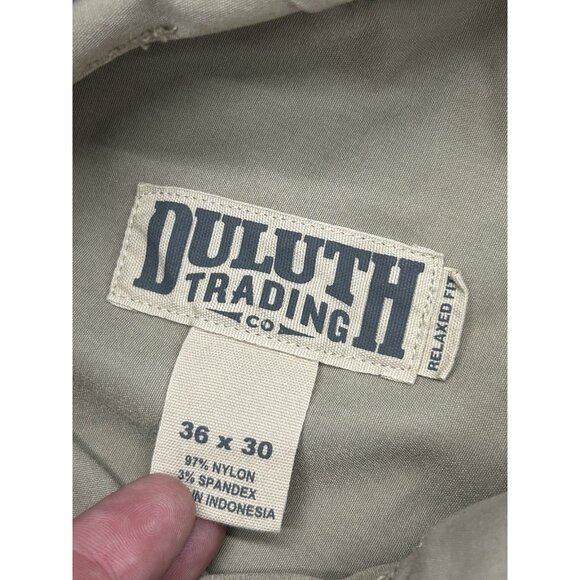 DULUTH
TRADING
CO
RELAXED FIT
36 x 30
97% NYLON
3% SPANDEX
IN INDONESIA